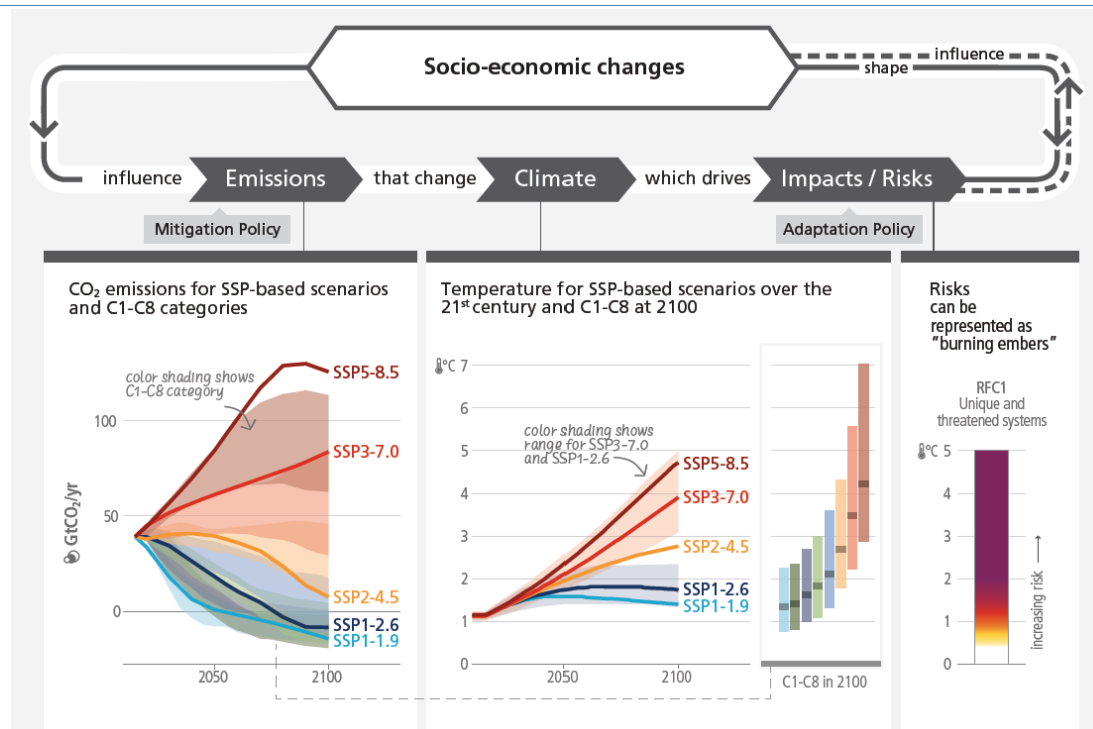 Socio-economic changes
influence
shape
influence
Emissions
that change
Climate
which drives
Impacts / Risks
Mitigation Policy
Adaptation Policy
CO₂ emissions for SSP-based scenarios
and C1-C8 categories
color shading shows
C1-C8 category
GtCO₂/yr
100
50
0
SSP5-8.5
SSP3-7.0
SSP2-4.5
SSP1-2.6
SSP1-1.9
2050
2100
Temperature for SSP-based scenarios over the
21st century and C1-C8 at 2100
°C 7
6
5
4
3
2
1
0
color shading shows
range for SSP3-7.0
and SSP1-2.6
SSP5-8.5
SSP3-7.0
SSP2-4.5
SSP1-2.6
SSP1-1.9
2050
2100
C1-C8 in 2100
Risks
can be
represented as
“burning embers”
RFC1
Unique and
threatened systems
°C 5
4
3
2
1
0
increasing risk